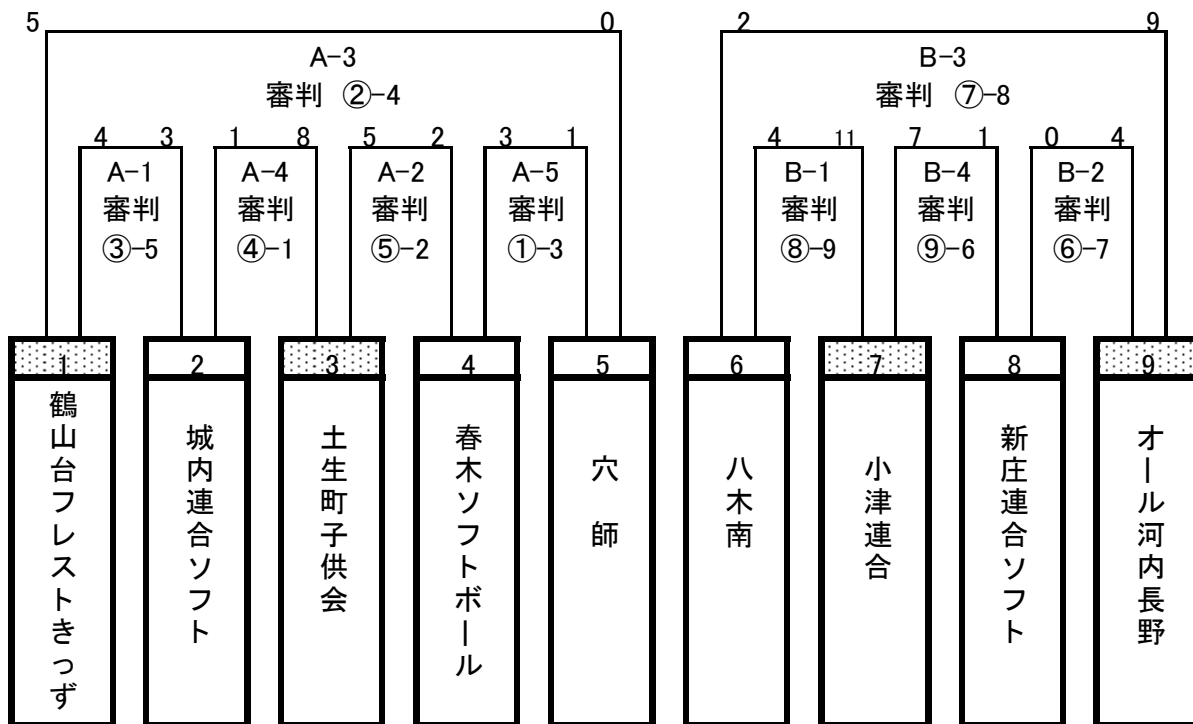 5 0 2 9
A-3 B-3
審判 ②-4 審判 ⑦-8
4 3 1 8 5 2 3 1 4 11 7 1 0 4
A-1 A-4 A-2 A-5 B-1 B-4 B-2
審判 審判 審判 審判 審判 審判 審判
③-5 ④-1 ⑤-2 ①-3 ⑧-9 ⑨-6 ⑥-7
1 2 3 4 5 6 7 8 9
鶴山台フレストきっず
城内連合ソフト
土生町子供会
春木ソフトボール
穴師
八木南
小津連合
新庄連合ソフト
オール河内長野